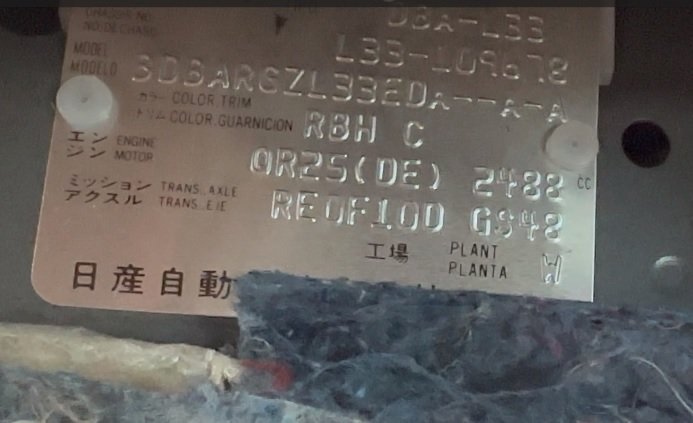 CHASSIS NO.
NO. DE CHASIS
DBA-L33
L33-109678
MODEL
MODELO
BDBARGZL33EDA--A-A
カラー COLOR,TRIM
トリム COLOR.GUARNICION
RBH C
エンジン ENGINE MOTOR
QR25(DE) 2488 CC
ミッション TRANS.,AXLE
アクスル TRANS.,EJE
RE0F10D GS48
工場 PLANT
PLANTA
W
日産自動